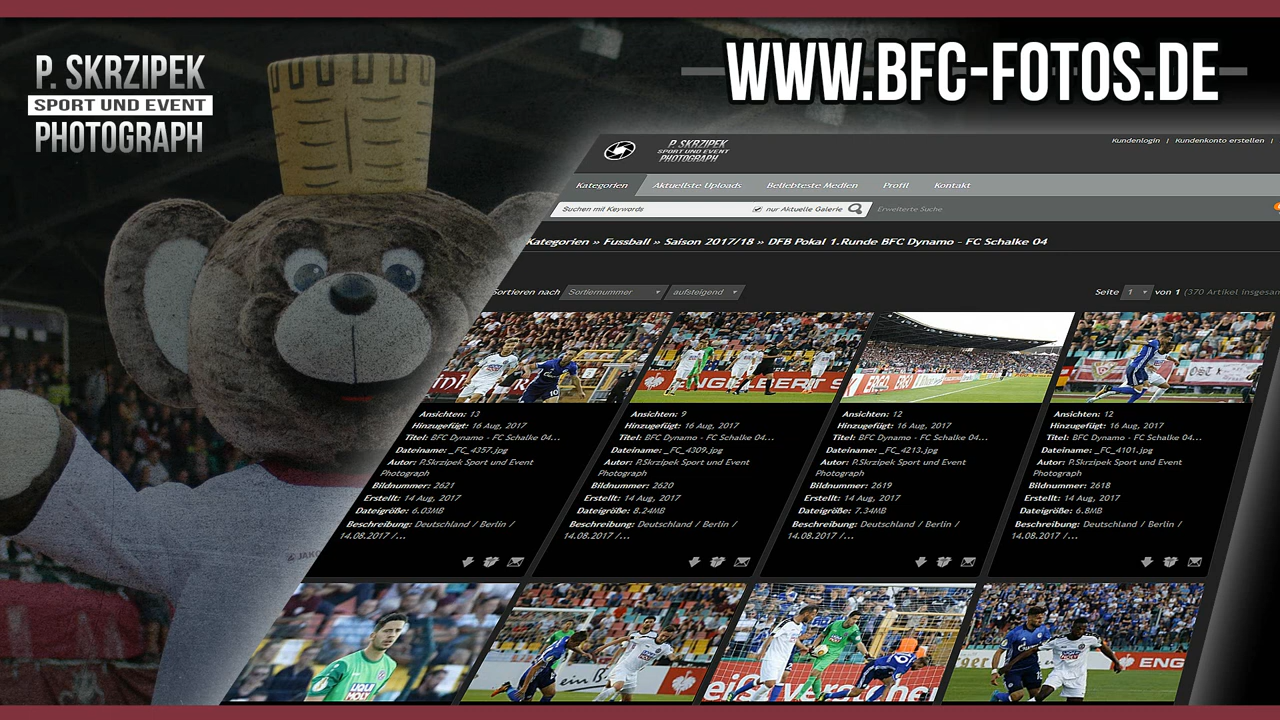 P. SKRZIPEK
SPORT UND EVENT
PHOTOGRAPH
WWW.BFC-FOTOS.DE
P. SKRZIPEK
SPORT UND EVENT
PHOTOGRAPH
Kundenlogin | Kundenkonto erstellen |
Kategorien Aktuellste Uploads Beliebteste Medien Profil Kontakt
Suchen mit Keywords nur Aktuelle Galerie Erweiterte Suche
Kategorien » Fussball » Saison 2017/18 » DFB Pokal 1.Runde BFC Dynamo - FC Schalke 04
Sortieren nach Sortiernummer aufsteigend Seite 1 von 1 (370 Artikel insgesam
Ansichten: 13
Hinzugefügt: 16 Aug, 2017
Titel: BFC Dynamo - FC Schalke 04...
Dateiname: _FC_4357.jpg
Autor: P.Skrzipek Sport und Event
Photograph
Bildnummer: 2621
Erstellt: 14 Aug, 2017
Dateigröße: 6.03MB
Beschreibung: Deutschland / Berlin /
14.08.2017 /...
Ansichten: 9
Hinzugefügt: 16 Aug, 2017
Titel: BFC Dynamo - FC Schalke 04...
Dateiname: _FC_4309.jpg
Autor: P.Skrzipek Sport und Event
Photograph
Bildnummer: 2620
Erstellt: 14 Aug, 2017
Dateigröße: 8.24MB
Beschreibung: Deutschland / Berlin /
14.08.2017 /...
Ansichten: 12
Hinzugefügt: 16 Aug, 2017
Titel: BFC Dynamo - FC Schalke 04...
Dateiname: _FC_4213.jpg
Autor: P.Skrzipek Sport und Event
Photograph
Bildnummer: 2619
Erstellt: 14 Aug, 2017
Dateigröße: 7.34MB
Beschreibung: Deutschland / Berlin /
14.08.2017 /...
Ansichten: 12
Hinzugefügt: 16 Aug, 2017
Titel: BFC Dynamo - FC Schalke 04...
Dateiname: _FC_4101.jpg
Autor: P.Skrzipek Sport und Event
Photograph
Bildnummer: 2618
Erstellt: 14 Aug, 2017
Dateigröße: 6.8MB
Beschreibung: Deutschland / Berlin /
14.08.2017 /...
JAKO
LIQUI
MOLY
ein B
ENG